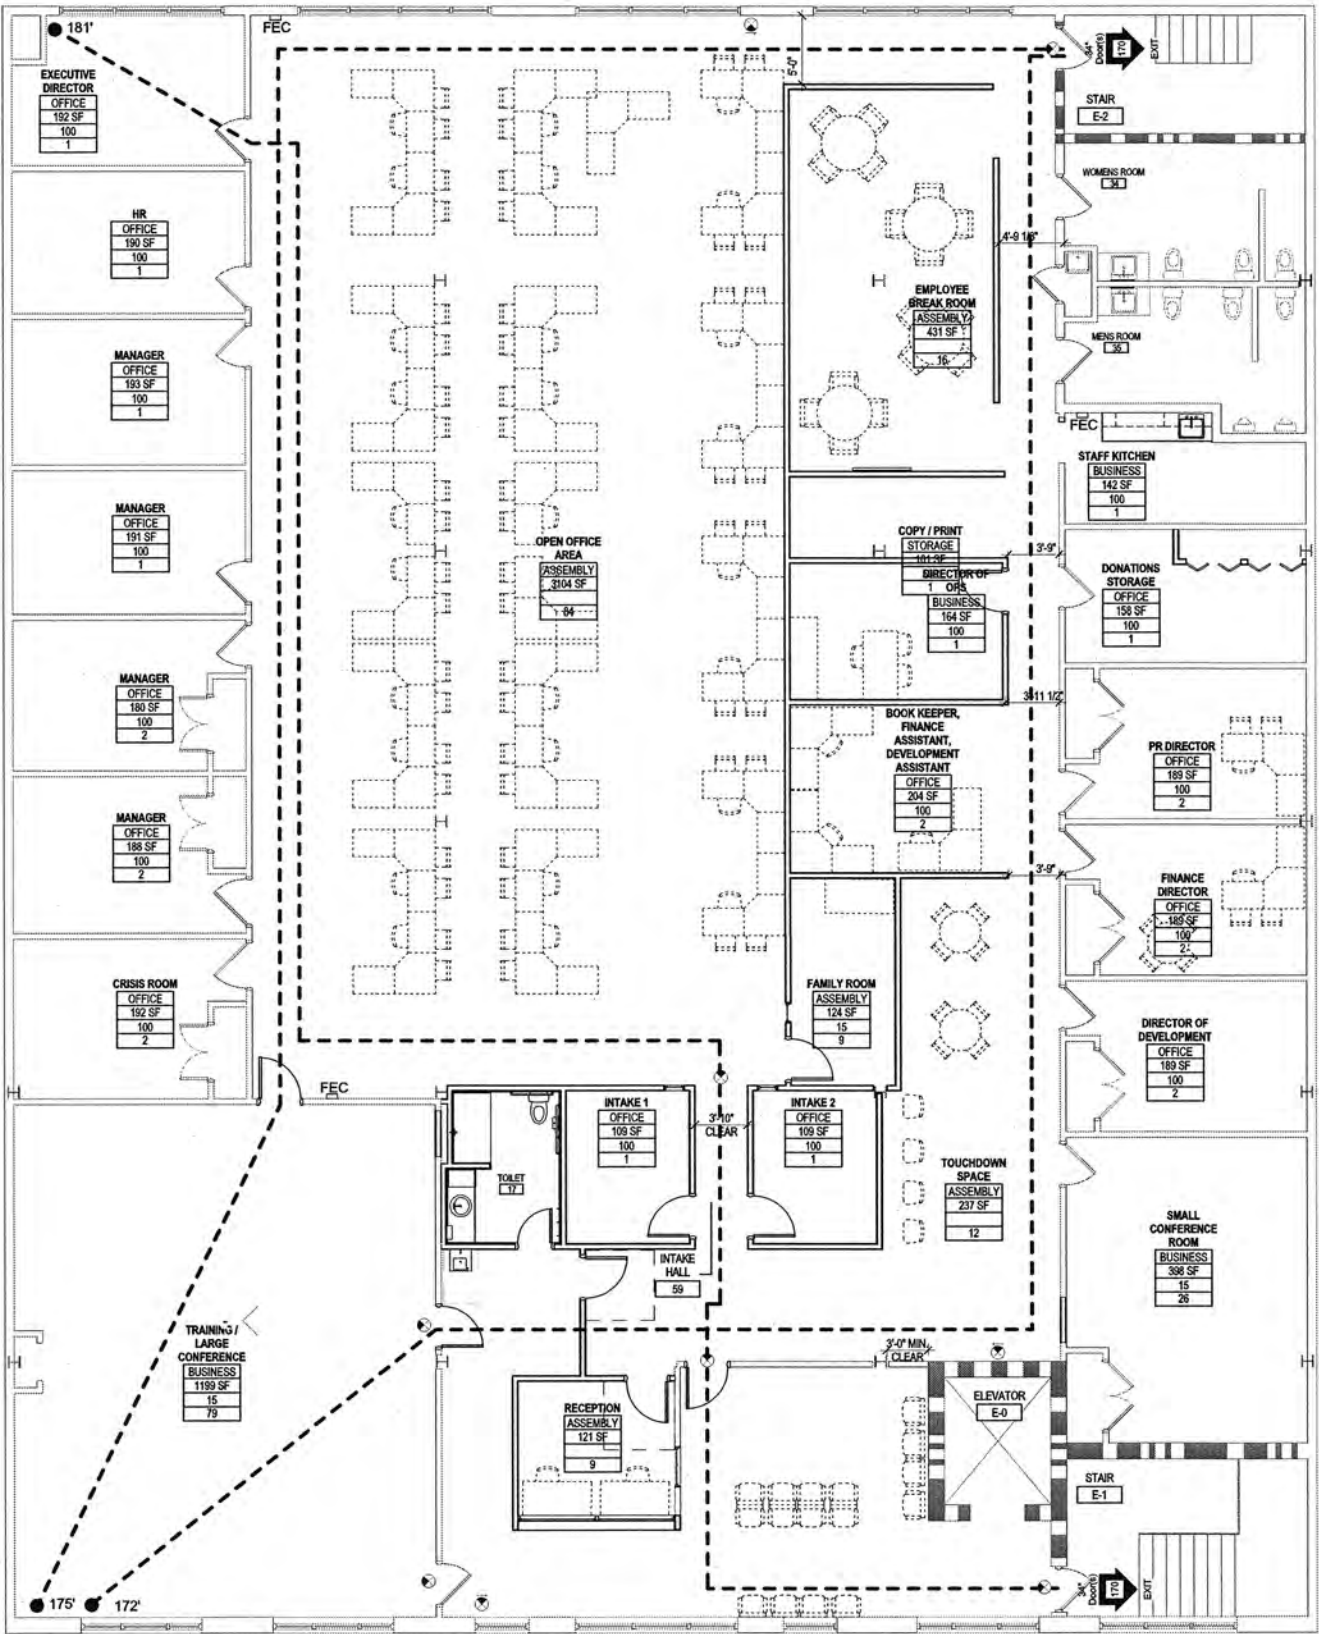 181'
FEC
EXECUTIVE
DIRECTOR
OFFICE
192 SF
100
1
5'-0"
34"
Door(s)
170
EXIT
STAIR
E-2
HR
OFFICE
190 SF
100
1
WOMENS ROOM
34
4'-9 1/8"
EMPLOYEE
BREAK ROOM
ASSEMBLY
431 SF
16
MENS ROOM
35
MANAGER
OFFICE
193 SF
100
1
FEC
STAFF KITCHEN
BUSINESS
142 SF
100
1
MANAGER
OFFICE
191 SF
100
1
OPEN OFFICE
AREA
ASSEMBLY
3104 SF
84
COPY / PRINT
STORAGE
101 SF
1
DIRECTOR OF
OPS
BUSINESS
164 SF
100
1
3'-9"
DONATIONS
STORAGE
OFFICE
158 SF
100
1
MANAGER
OFFICE
180 SF
100
2
3'-11 1/2"
BOOK KEEPER,
FINANCE
ASSISTANT,
DEVELOPMENT
ASSISTANT
OFFICE
204 SF
100
2
PR DIRECTOR
OFFICE
189 SF
100
2
MANAGER
OFFICE
188 SF
100
2
3'-9"
FINANCE
DIRECTOR
OFFICE
189 SF
100
2
CRISIS ROOM
OFFICE
192 SF
100
2
FAMILY ROOM
ASSEMBLY
124 SF
15
9
DIRECTOR OF
DEVELOPMENT
OFFICE
189 SF
100
2
FEC
INTAKE 1
OFFICE
109 SF
100
1
3'-10"
CLEAR
INTAKE 2
OFFICE
109 SF
100
1
TOILET
17
TOUCHDOWN
SPACE
ASSEMBLY
237 SF
12
SMALL
CONFERENCE
ROOM
BUSINESS
398 SF
15
26
INTAKE
HALL
59
TRAINING /
LARGE
CONFERENCE
BUSINESS
1199 SF
15
79
3'-0" MIN.
CLEAR
ELEVATOR
E-0
RECEPTION
ASSEMBLY
121 SF
9
STAIR
E-1
34"
Door(s)
170
EXIT
175'
172'